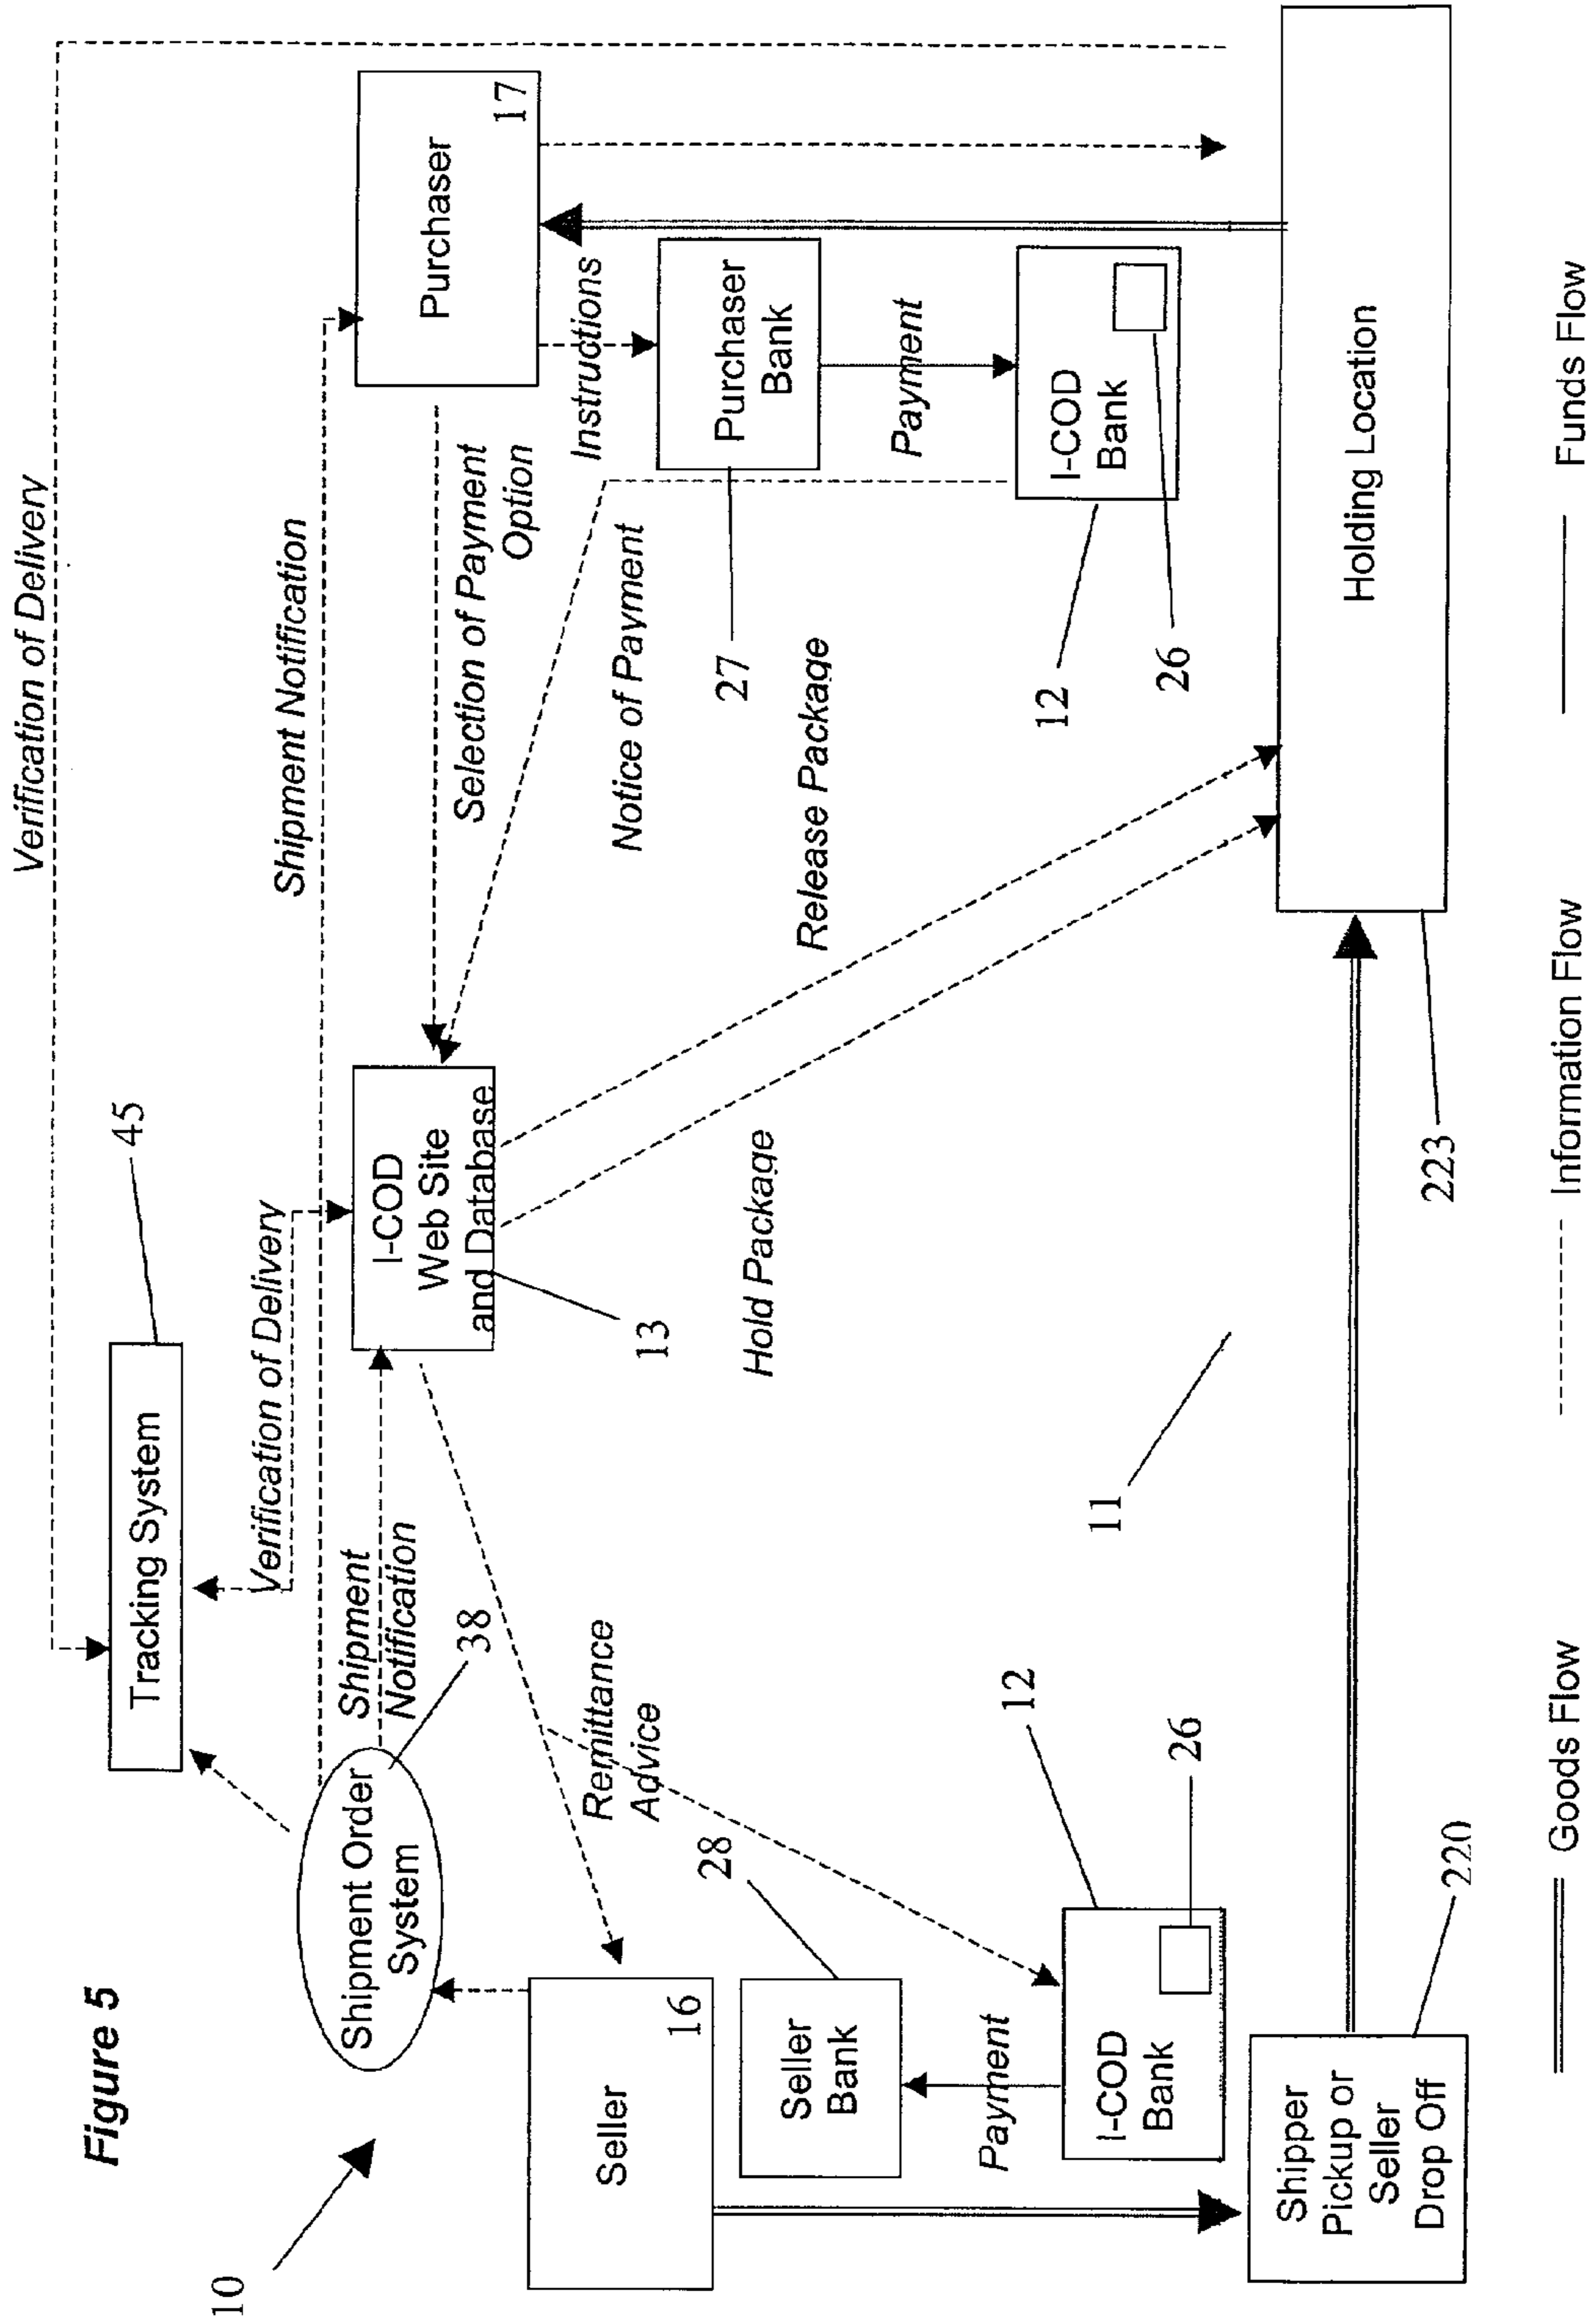 Figure 5
10
Verification of Delivery
Tracking System
45
Verification of Delivery
Shipment Notification
Shipment Order
System
38
Shipment
Notification
I-COD
Web Site
and Database
13
Purchaser
17
Selection of Payment
Option
Instructions
Seller
16
Remittance
Advice
Notice of Payment
Purchaser
Bank
27
Seller
Bank
28
Hold Package
Release Package
Payment
Payment
I-COD
Bank
12
26
I-COD
Bank
12
26
11
Shipper
Pickup or
Seller
Drop Off
220
Holding Location
223
Goods Flow
Information Flow
Funds Flow